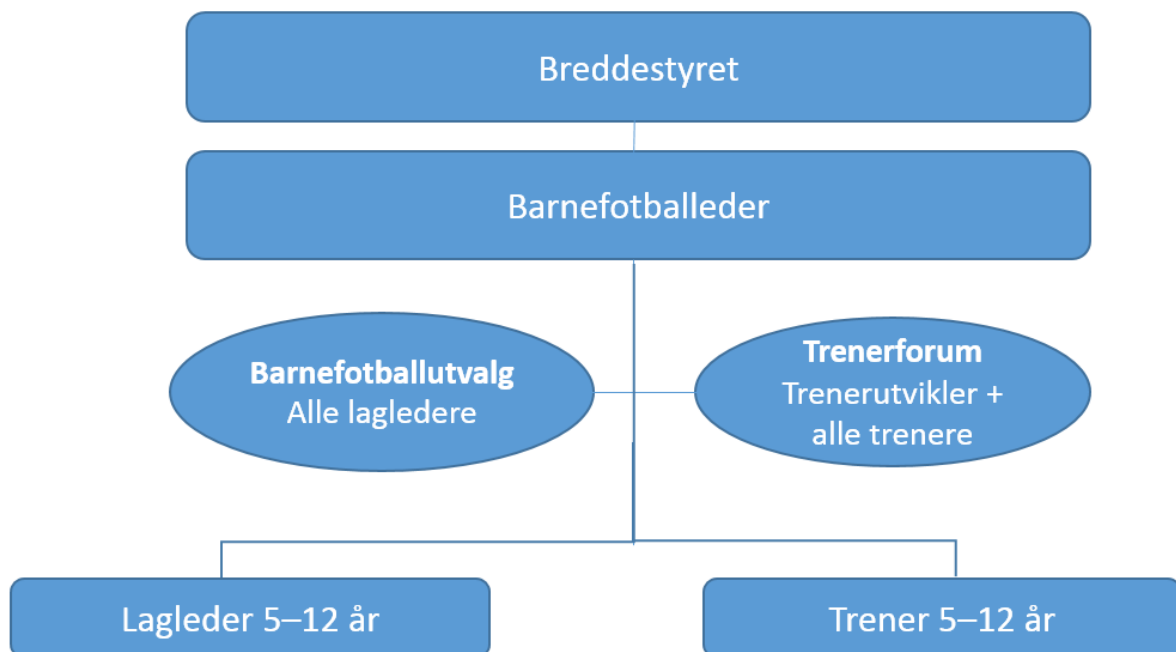 Breddestyret
Barnefotballeder
Barnefotballutvalg
Alle lagledere
Trenerforum
Trenerutvikler +
alle trenere
Lagleder 5–12 år
Trener 5–12 år